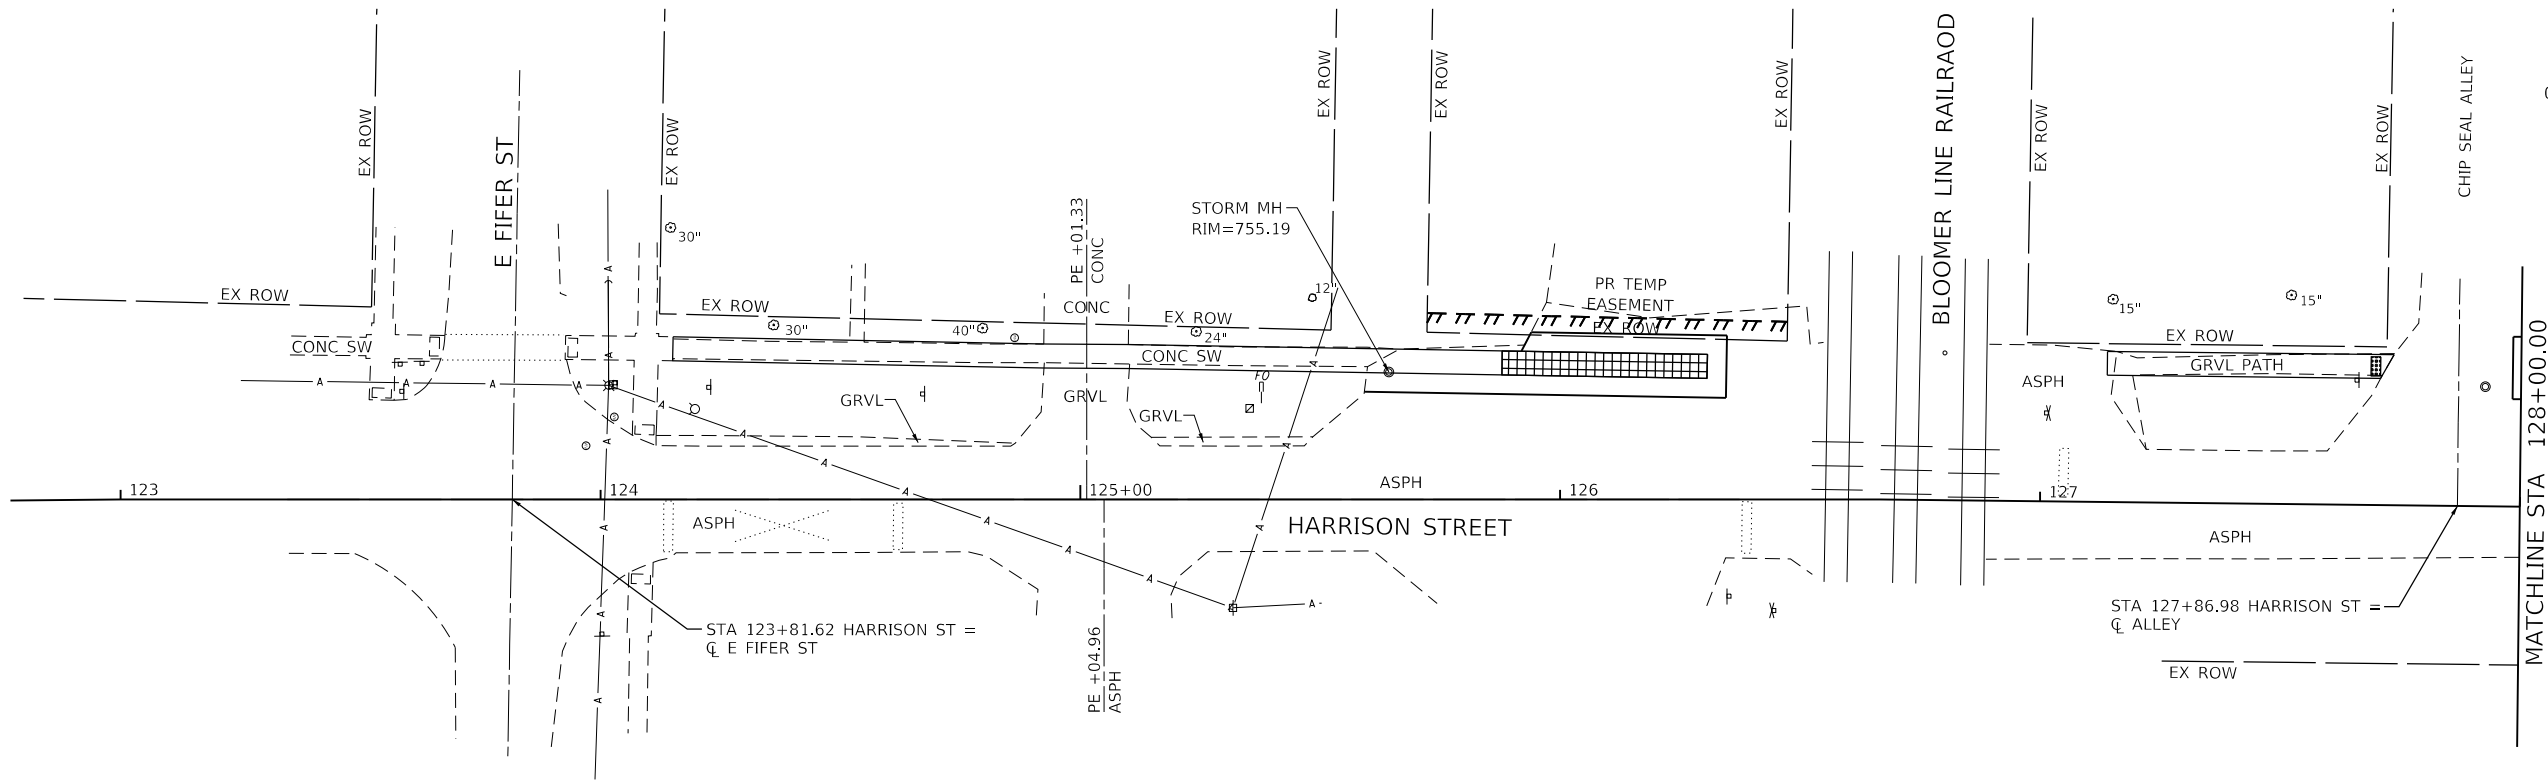 EX ROW
E FIFER ST
EX ROW
30"
EX ROW
CONC SW
EX ROW
30"
40"
PE +01.33
CONC
CONC
EX ROW
24"
12"
STORM MH
RIM=755.19
CONC SW
EX ROW
EX ROW
PR TEMP
EASEMENT
EX ROW
EX ROW
BLOOMER LINE RAILRAOD
EX ROW
EX ROW
CHIP SEAL ALLEY
15"
15"
EX ROW
GRVL PATH
ASPH
GRVL
GRVL
GRVL
FO
A A A A A A A A A A A A A A A A A A A A A
123
124
125+00
ASPH
126
127
ASPH
HARRISON STREET
ASPH
STA 123+81.62 HARRISON ST =
℄ E FIFER ST
PE +04.96
ASPH
STA 127+86.98 HARRISON ST =
℄ ALLEY
EX ROW
MATCHLINE STA 128+00.00